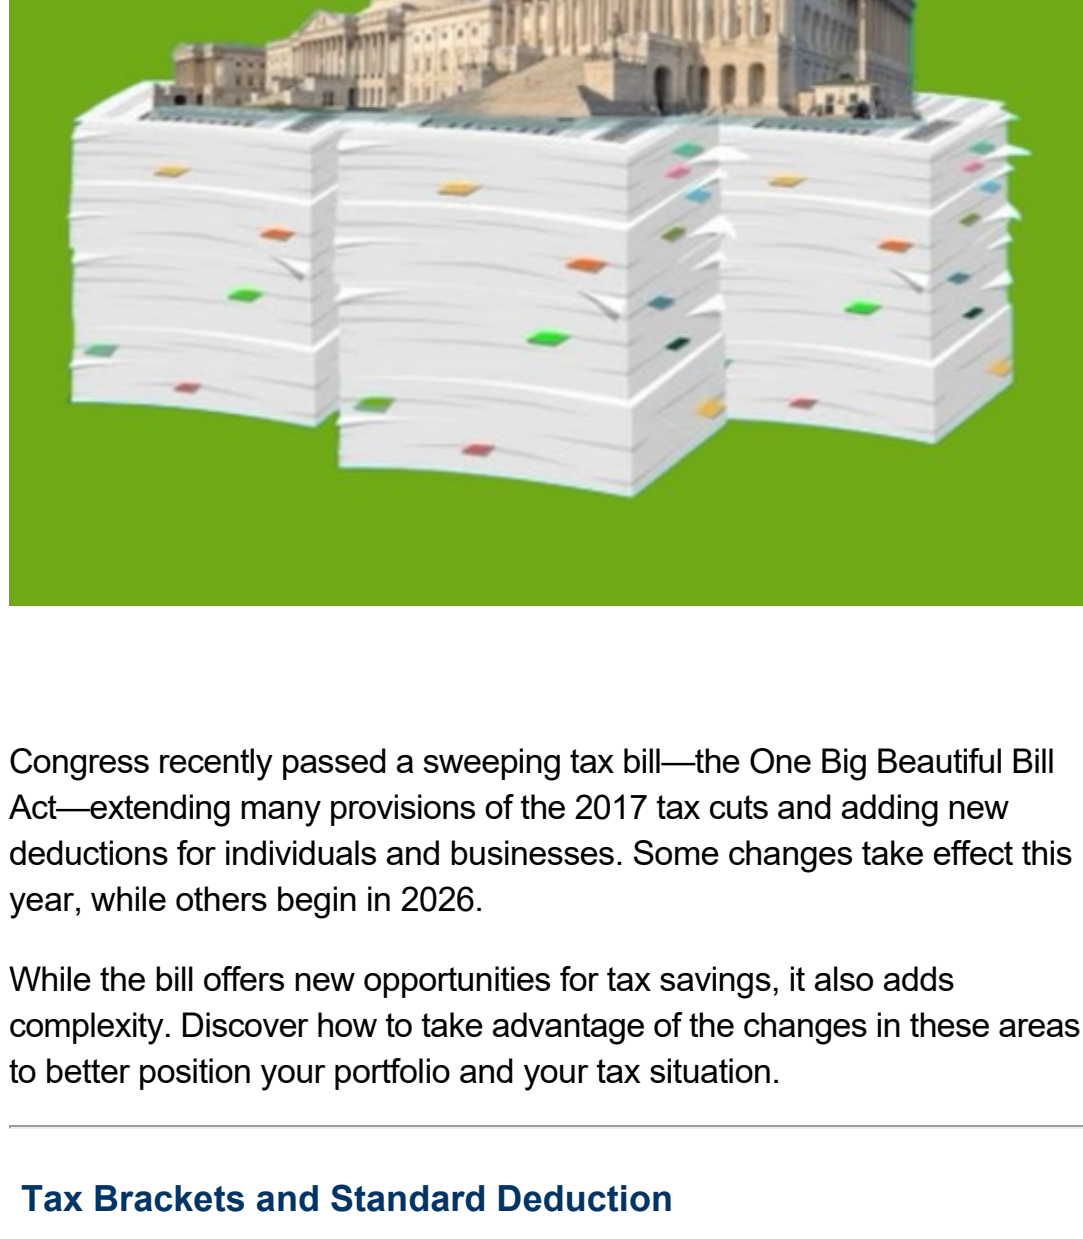 Congress recently passed a sweeping tax bill—the One Big Beautiful Bill
Act—extending many provisions of the 2017 tax cuts and adding new
deductions for individuals and businesses. Some changes take effect this
year, while others begin in 2026.
While the bill offers new opportunities for tax savings, it also adds
complexity. Discover how to take advantage of the changes in these areas
to better position your portfolio and your tax situation.
Tax Brackets and Standard Deduction